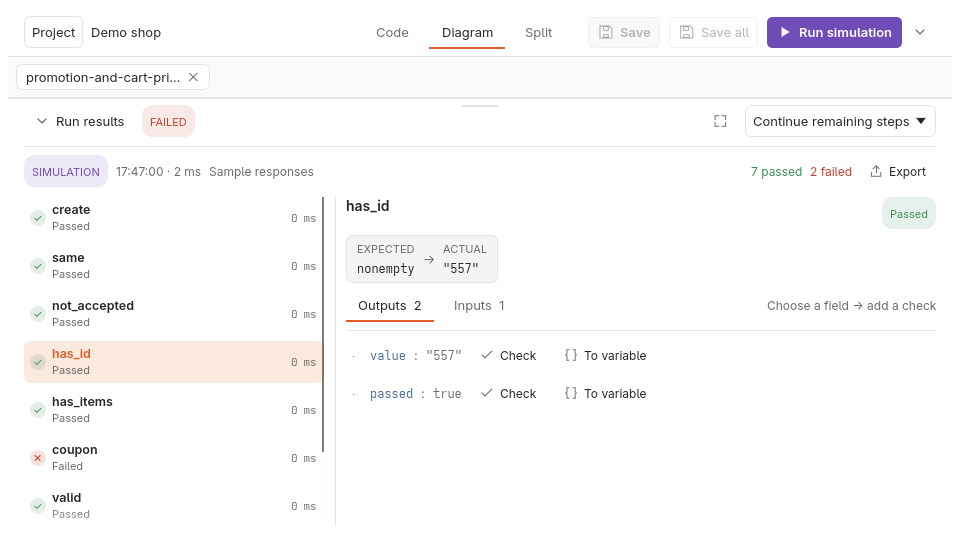 Project Demo shop Code Diagram Split Save Save all Run simulation
promotion-and-cart-pri...
Run results FAILED Continue remaining steps
SIMULATION 17:47:00 · 2 ms Sample responses 7 passed 2 failed Export
create
Passed
0 ms
same
Passed
0 ms
not_accepted
Passed
0 ms
has_id
Passed
0 ms
has_items
Passed
0 ms
coupon
Failed
0 ms
valid
Passed
0 ms
has_id
Passed
EXPECTED → ACTUAL
nonempty "557"
Outputs 2 Inputs 1 Choose a field → add a check
value : "557" Check {} To variable
passed : true Check {} To variable